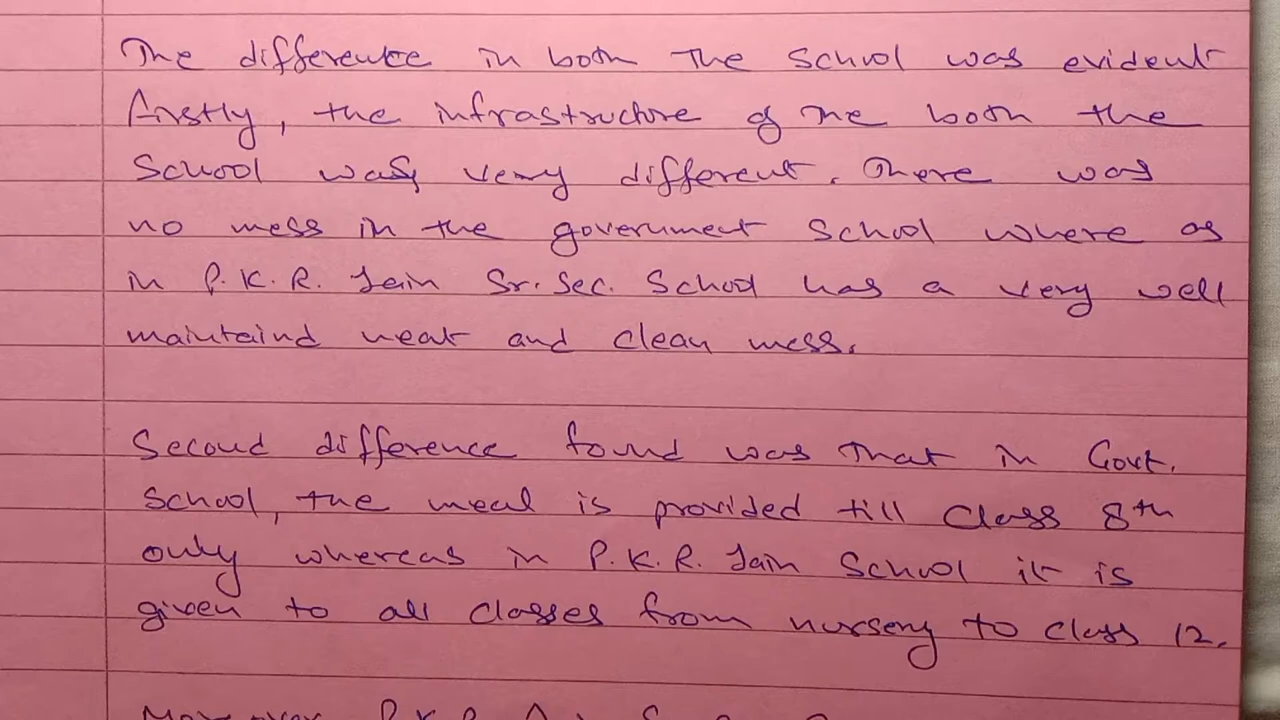 The difference in both the School was evident
firstly, the infrastructure of the both the
School was very different. There was
no mess in the government School where as
in P.K.R. Jain Sr. Sec. School has a very well
maintaind neat and clean mess.
Second difference found was that in Govt.
School, the meal is provided till Class 8th
only whereas in P.K.R. Jain School it is
given to all classes from nursery to class 12.
Moreover P.K.R.